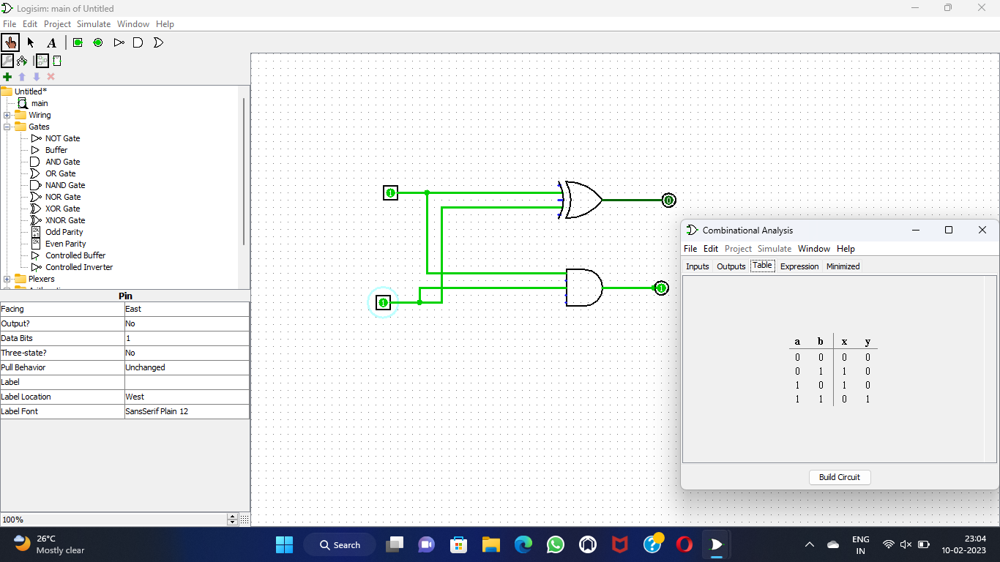 Logisim: main of Untitled
File Edit Project Simulate Window Help
A
Untitled*
main
Wiring
Gates
NOT Gate
Buffer
AND Gate
OR Gate
NAND Gate
NOR Gate
XOR Gate
XNOR Gate
2k+1 Odd Parity
2k Even Parity
Controlled Buffer
Controlled Inverter
Plexers
Pin
Facing East
Output? No
Data Bits 1
Three-state? No
Pull Behavior Unchanged
Label
Label Location West
Label Font SansSerif Plain 12
100%
1
0
1
1
Combinational Analysis
File Edit Project Simulate Window Help
Inputs Outputs Table Expression Minimized
a b x y
0 0 0 0
0 1 1 0
1 0 1 0
1 1 0 1
Build Circuit
26°C
Mostly clear
Search
ENG
IN
23:04
10-02-2023